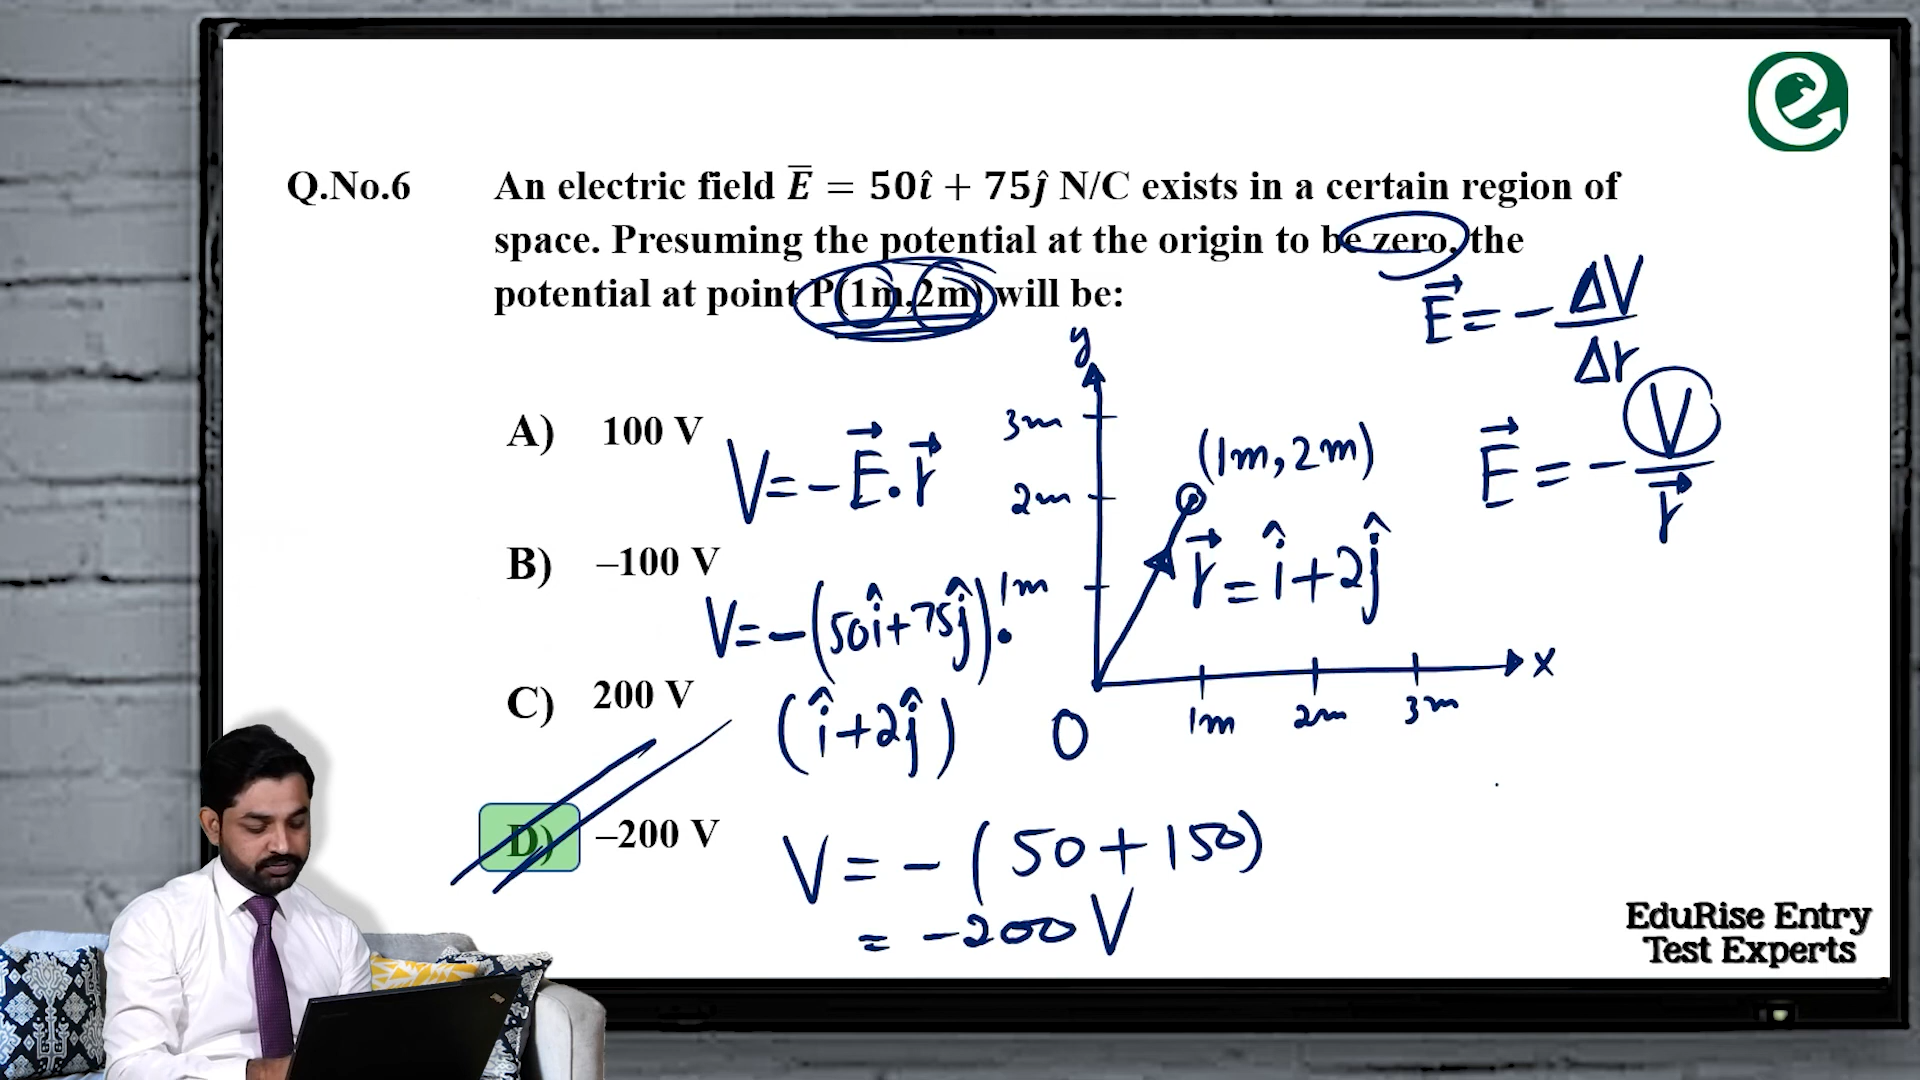 Q.No.6 An electric field E̅ = 50î + 75ĵ N/C exists in a certain region of
space. Presuming the potential at the origin to be zero, the
potential at point P(1m,2m) will be:
E⃗ = - ΔV / Δr
E⃗ = - V / r⃗
A) 100 V
V = - E⃗ . r⃗
B) –100 V
V = -(50î + 75ĵ).
(î + 2ĵ)
C) 200 V
D) –200 V
V = - (50 + 150)
= -200 V
y
3m
2m
1m
(1m, 2m)
r⃗ = î + 2ĵ
x
O
1m 2m 3m
EduRise Entry
Test Experts